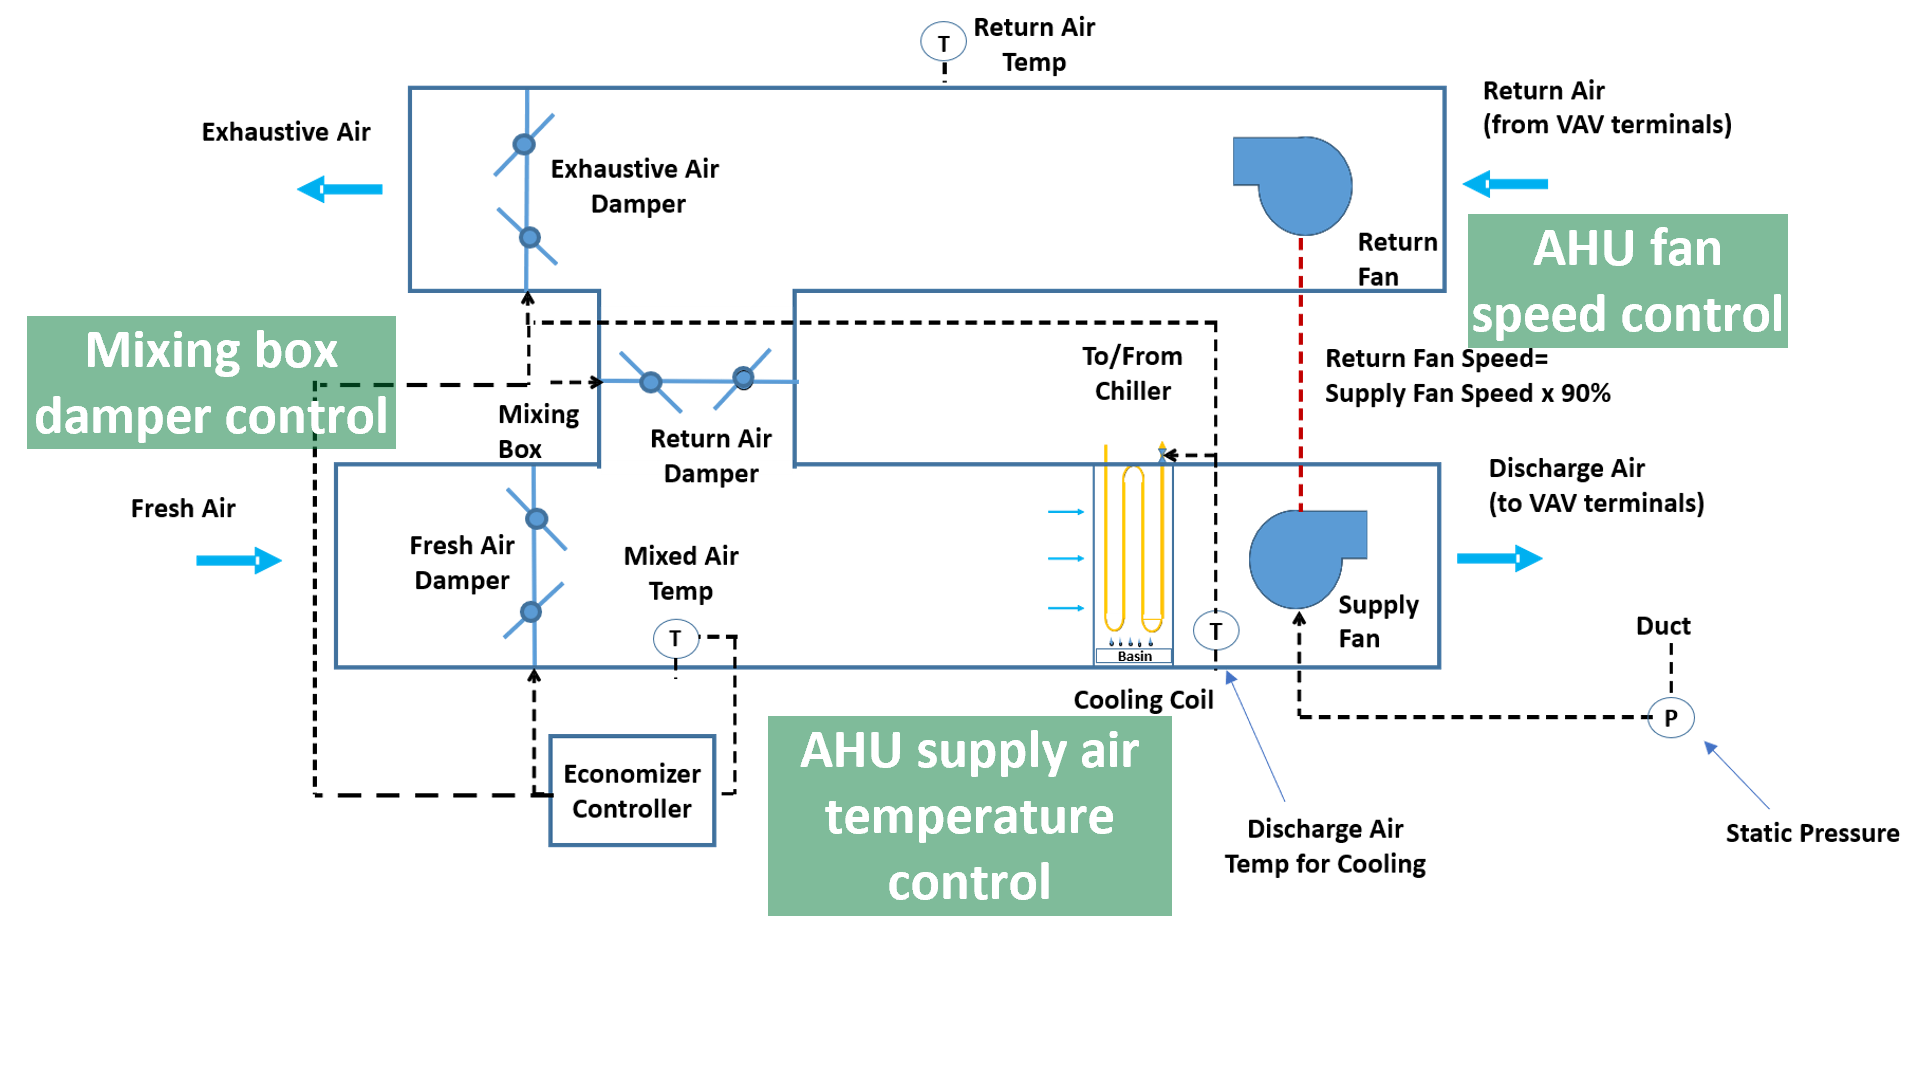 T
Return Air
Temp
Return Air
(from VAV terminals)
Exhaustive Air
Exhaustive Air
Damper
Return
Fan
AHU fan
speed control
Mixing box
damper control
To/From
Chiller
Return Fan Speed=
Supply Fan Speed x 90%
Mixing
Box
Return Air
Damper
Discharge Air
(to VAV terminals)
Fresh Air
Fresh Air
Damper
Mixed Air
Temp
T
T
Supply
Fan
Basin
Duct
P
Cooling Coil
AHU supply air
temperature
control
Economizer
Controller
Discharge Air
Temp for Cooling
Static Pressure